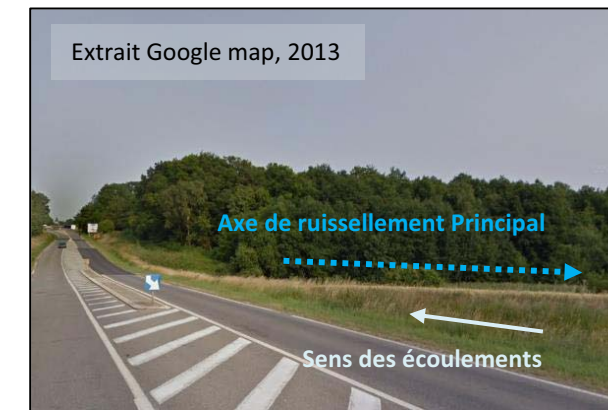 Extrait Google map, 2013
Axe de ruissellement Principal
Sens des écoulements